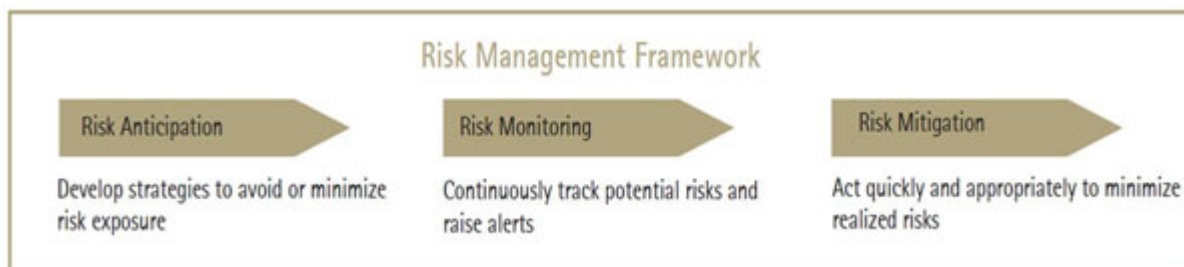 Risk Management Framework
Risk Anticipation
Develop strategies to avoid or minimize
risk exposure
Risk Monitoring
Continuously track potential risks and
raise alerts
Risk Mitigation
Act quickly and appropriately to minimize
realized risks